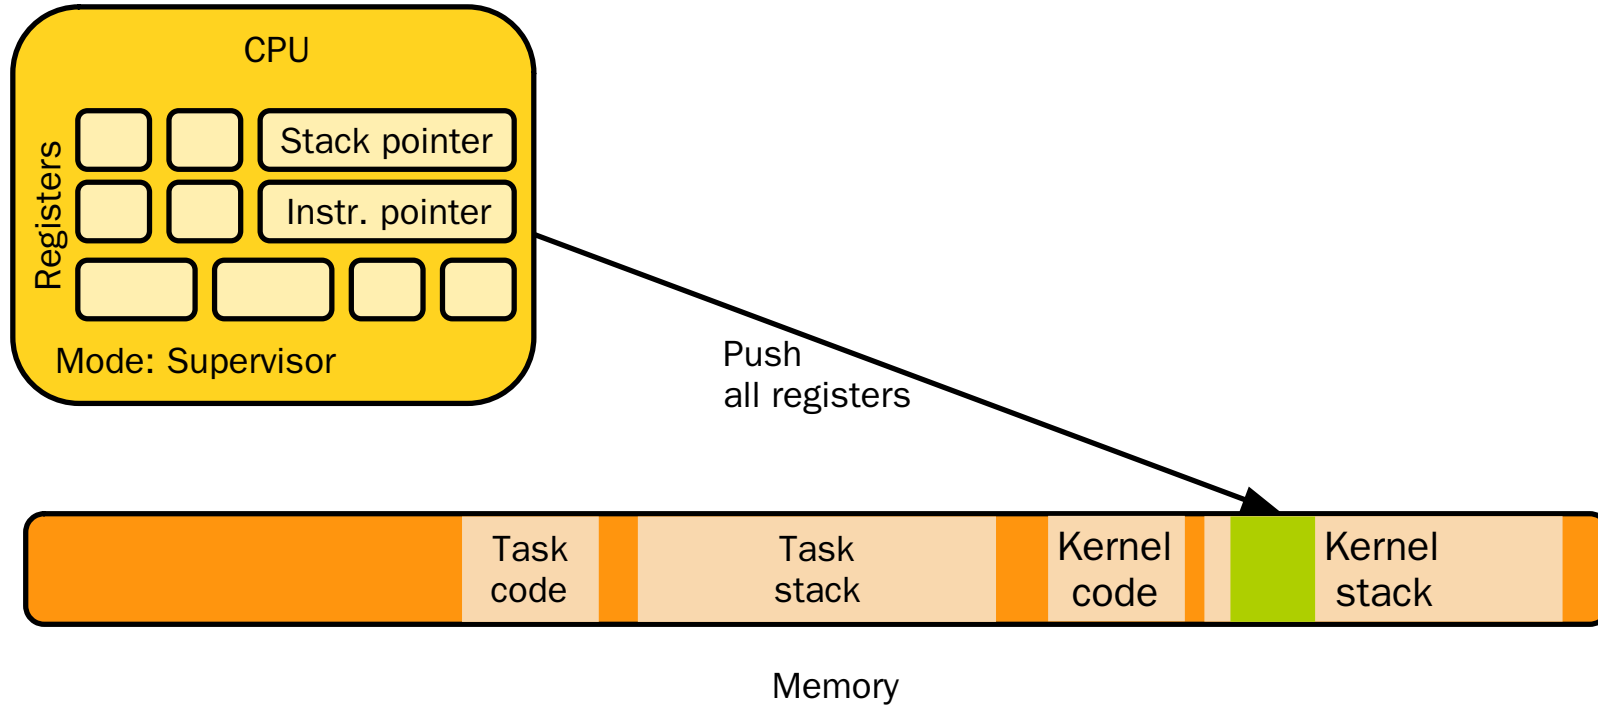 CPU
Registers
Stack pointer
Instr. pointer
Mode: Supervisor
Push
all registers
Task
code
Task
stack
Kernel
code
Kernel
stack
Memory